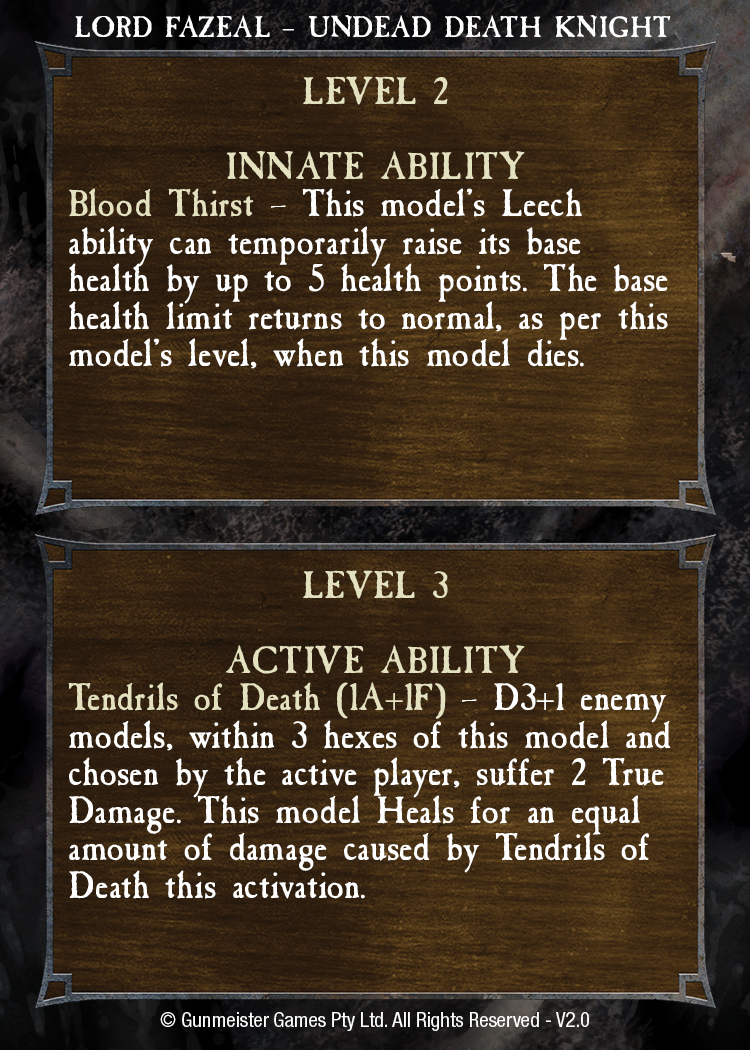 LORD FAZEAL – UNDEAD DEATH KNIGHT
LEVEL 2
INNATE ABILITY
Blood Thirst – This model's Leech
ability can temporarily raise its base
health by up to 5 health points. The base
health limit returns to normal, as per this
model's level, when this model dies.
LEVEL 3
ACTIVE ABILITY
Tendrils of Death (1A+1F) – D3+1 enemy
models, within 3 hexes of this model and
chosen by the active player, suffer 2 True
Damage. This model Heals for an equal
amount of damage caused by Tendrils of
Death this activation.
© Gunmeister Games Pty Ltd. All Rights Reserved - V2.0